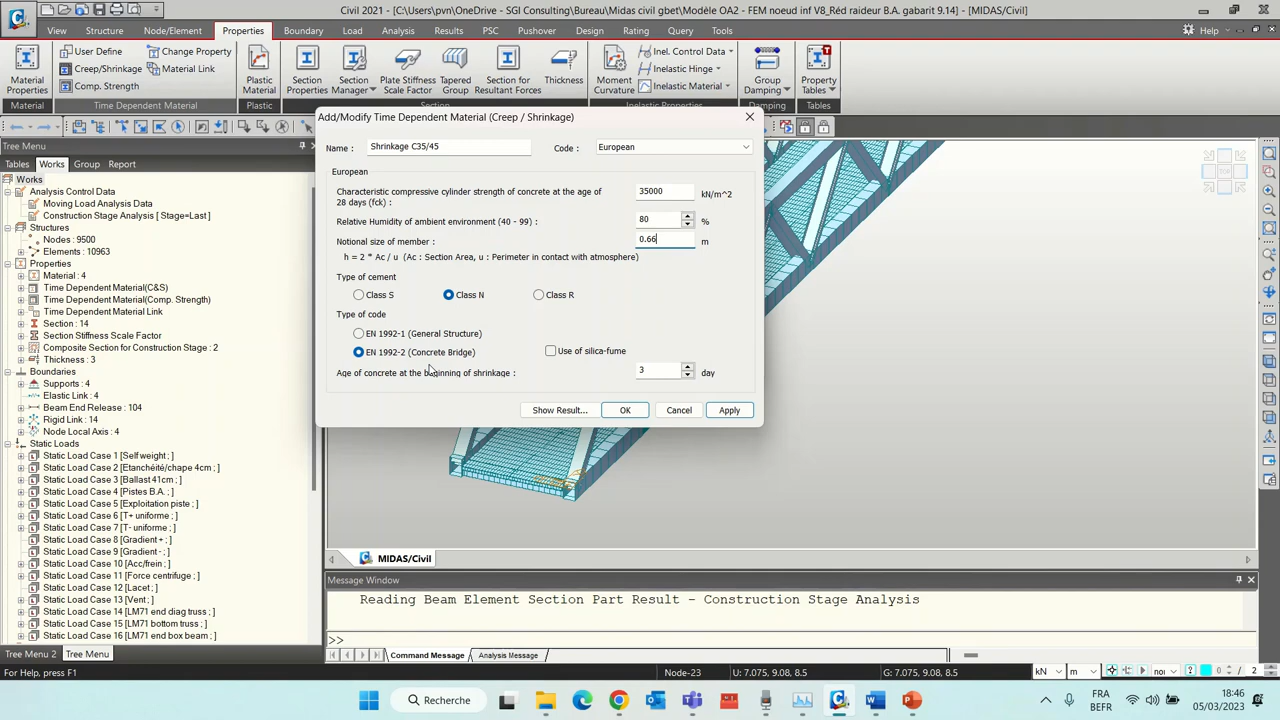 Civil 2021 - [C:\Users\pvn\OneDrive - SGI Consulting\Bureau\Midas civil gbet\Modèle OA2 - FEM noeud inf V8_Réd raideur B.A. gabarit 9.14] - [MIDAS/Civil]
View Structure Node/Element Properties Boundary Load Analysis Results PSC Pushover Design Rating Query Tools Help
User Define
Creep/Shrinkage
Comp. Strength
Change Property
Material Link
Material Properties
Plastic Material
Section Properties
Section Manager
Plate Stiffness Scale Factor
Tapered Group
Section for Resultant Forces
Thickness
Moment Curvature
Inel. Control Data
Inelastic Hinge
Inelastic Material
Group Damping
Property Tables
Material Time Dependent Material Plastic Section Inelastic Properties Damping Tables
Tree Menu
Tables Works Group Report
Works
Analysis Control Data
Moving Load Analysis Data
Construction Stage Analysis [ Stage=Last ]
Structures
Nodes : 9500
Elements : 10963
Properties
Material : 4
Time Dependent Material(C&S)
Time Dependent Material(Comp. Strength)
Time Dependent Material Link
Section : 14
Section Stiffness Scale Factor
Composite Section for Construction Stage : 2
Thickness : 3
Boundaries
Supports : 4
Elastic Link : 4
Beam End Release : 104
Rigid Link : 14
Node Local Axis : 4
Static Loads
Static Load Case 1 [Self weight ; ]
Static Load Case 2 [Etanchéité/chape 4cm ; ]
Static Load Case 3 [Ballast 41cm ; ]
Static Load Case 4 [Pistes B.A. ; ]
Static Load Case 5 [Exploitation piste ; ]
Static Load Case 6 [T+ uniforme ; ]
Static Load Case 7 [T- uniforme ; ]
Static Load Case 8 [Gradient + ; ]
Static Load Case 9 [Gradient - ; ]
Static Load Case 10 [Acc/frein ; ]
Static Load Case 11 [Force centrifuge ; ]
Static Load Case 12 [Lacet ; ]
Static Load Case 13 [Vent ; ]
Static Load Case 14 [LM71 end diag truss ; ]
Static Load Case 15 [LM71 bottom truss ; ]
Static Load Case 16 [LM71 end box beam ; ]
Tree Menu 2 Tree Menu
Add/Modify Time Dependent Material (Creep / Shrinkage)
Name : Shrinkage C35/45 Code : European
European
Characteristic compressive cylinder strength of concrete at the age of
28 days (fck) : 35000 kN/m^2
Relative Humidity of ambient environment (40 - 99) : 80 %
Notional size of member : 0.66 m
h = 2 * Ac / u ( Ac : Section Area, u : Perimeter in contact with atmosphere)
Type of cement
Class S Class N Class R
Type of code
EN 1992-1 (General Structure)
EN 1992-2 (Concrete Bridge) Use of silica-fume
Age of concrete at the beginning of shrinkage : 3 day
Show Result... OK Cancel Apply
TOP
MIDAS/Civil
Message Window
Reading Beam Element Section Part Result - Construction Stage Analysis
>>
Command Message Analysis Message
For Help, press F1 Node-23 U: 7.075, 9.08, 8.5 G: 7.075, 9.08, 8.5 kN m nor 0 / 2
Recherche
FRA
BEFR
18:46
05/03/2023